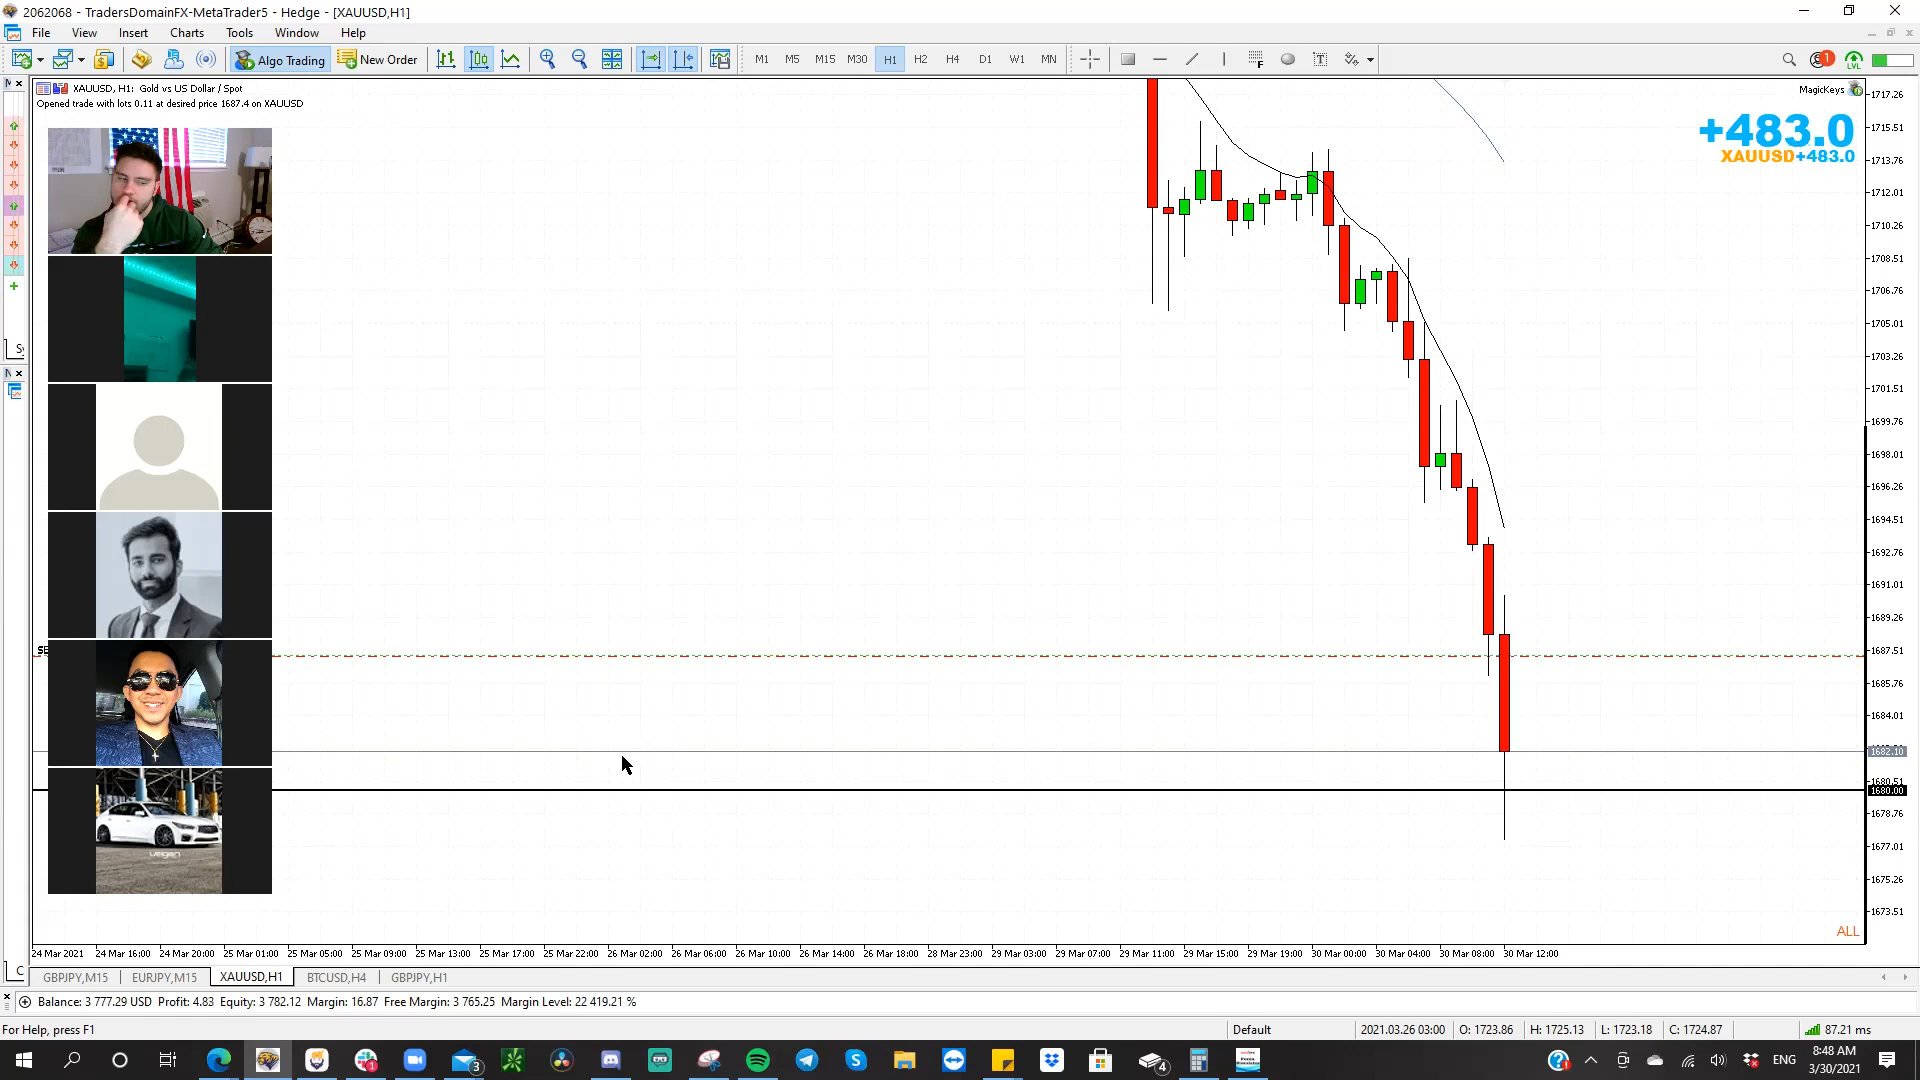 2062068 - TradersDomainFX-MetaTrader5 - Hedge - [XAUUSD,H1]
File View Insert Charts Tools Window Help
Algo Trading New Order M1 M5 M15 M30 H1 H2 H4 D1 W1 MN 1 LVL
XAUUSD, H1: Gold vs US Dollar / Spot
MagicKeys
Opened trade with lots 0.11 at desired price 1687.4 on XAUUSD
+483.0
XAUUSD+483.0
1717.26
1715.51
1713.76
1712.01
1710.26
1708.51
1706.76
1705.01
1703.26
1701.51
1699.76
1698.01
1696.26
1694.51
1692.76
1691.01
1689.26
1687.51
1685.76
1684.01
1682.10
1680.51
1680.00
1678.76
1677.01
1675.26
1673.51
ALL
24 Mar 2021 24 Mar 16:00 24 Mar 20:00 25 Mar 01:00 25 Mar 05:00 25 Mar 09:00 25 Mar 13:00 25 Mar 17:00 25 Mar 22:00 26 Mar 02:00 26 Mar 06:00 26 Mar 10:00 26 Mar 14:00 26 Mar 18:00 28 Mar 23:00 29 Mar 03:00 29 Mar 07:00 29 Mar 11:00 29 Mar 15:00 29 Mar 19:00 30 Mar 00:00 30 Mar 04:00 30 Mar 08:00 30 Mar 12:00
GBPJPY,M15 EURJPY,M15 XAUUSD,H1 BTCUSD,H4 GBPJPY,H1
Balance: 3 777.29 USD Profit: 4.83 Equity: 3 782.12 Margin: 16.87 Free Margin: 3 765.25 Margin Level: 22 419.21 %
For Help, press F1 Default 2021.03.26 03:00 O: 1723.86 H: 1725.13 L: 1723.18 C: 1724.87 87.21 ms
ENG
8:48 AM
3/30/2021